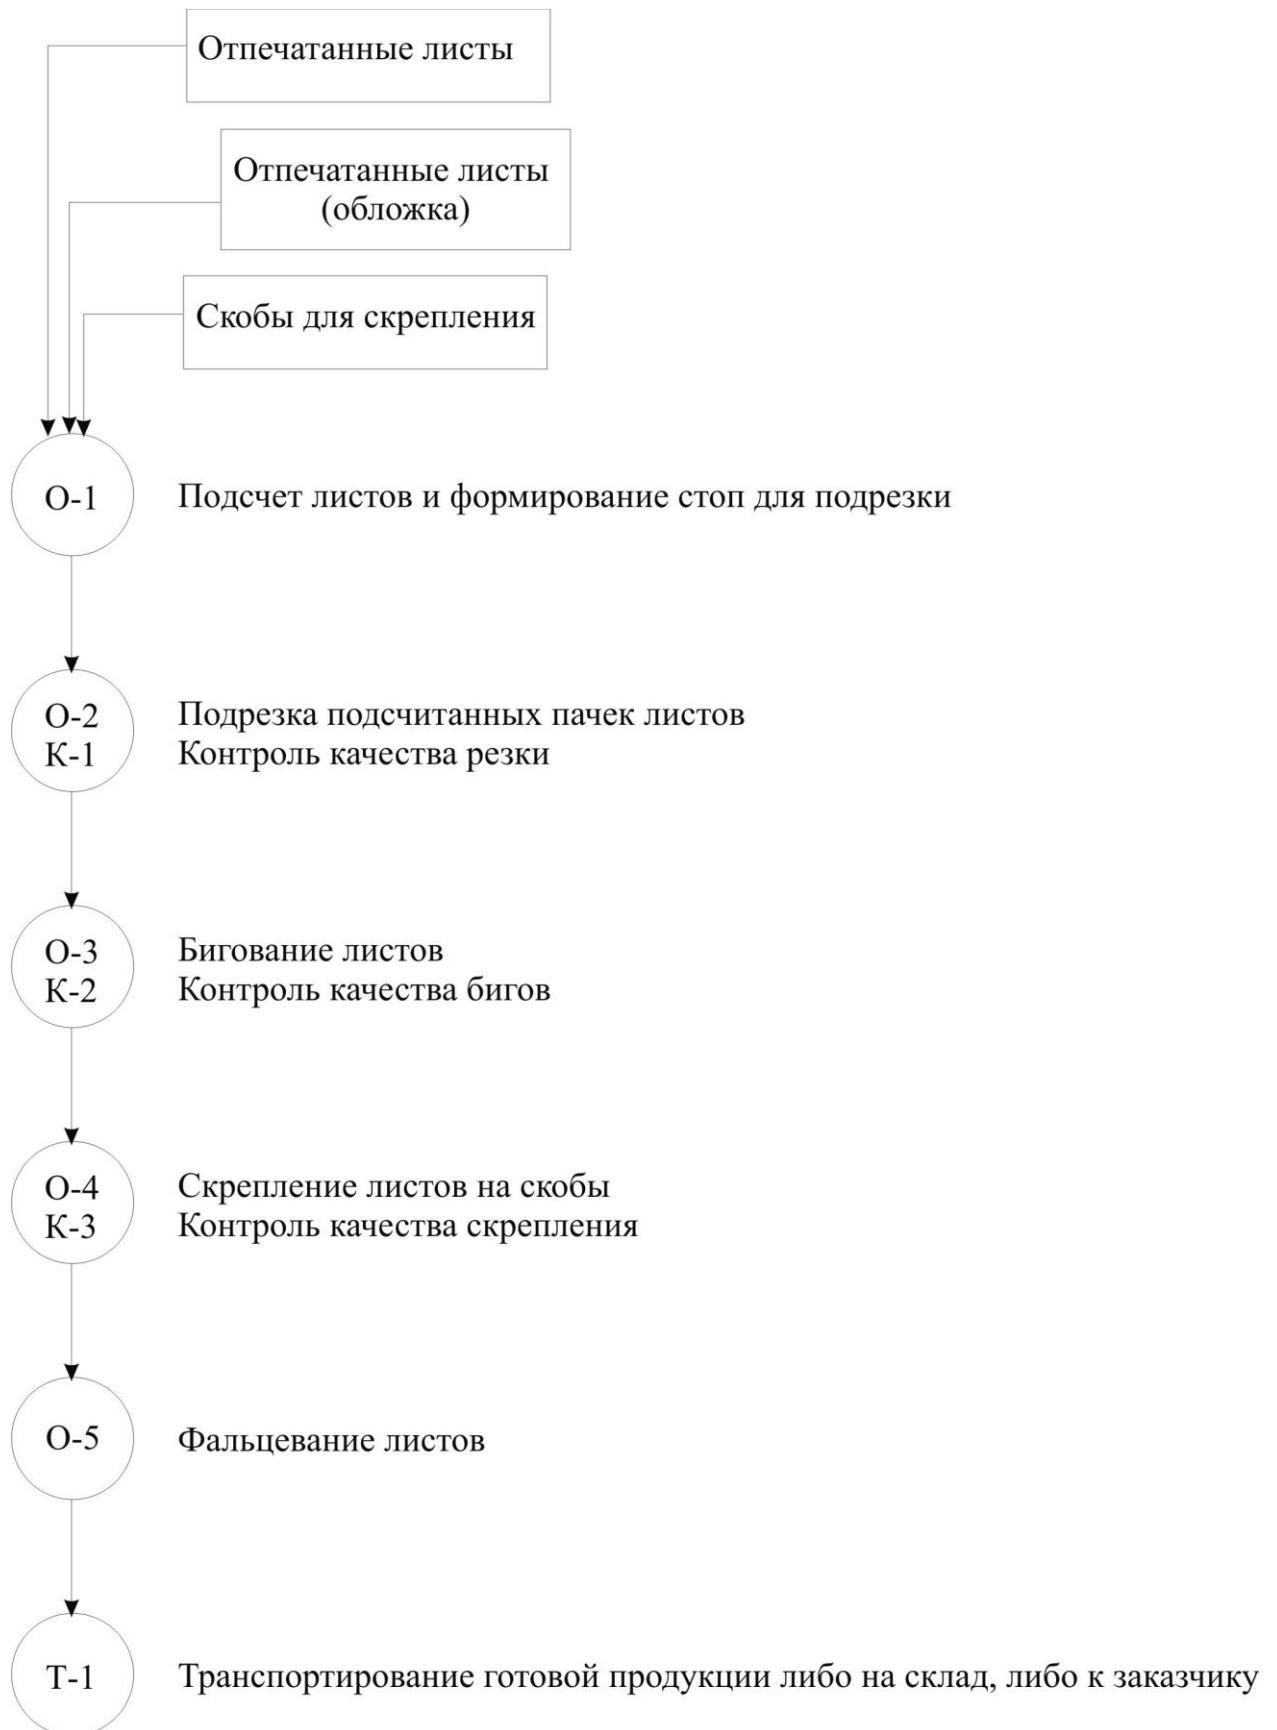 Отпечатанные листы
Отпечатанные листы
(обложка)
Скобы для скрепления
О-1
Подсчет листов и формирование стоп для подрезки
О-2
Подрезка подсчитанных пачек листов
К-1
Контроль качества резки
О-3
Бигование листов
К-2
Контроль качества бигов
О-4
Скрепление листов на скобы
К-3
Контроль качества скрепления
О-5
Фальцевание листов
Т-1
Транспортирование готовой продукции либо на склад, либо к заказчику